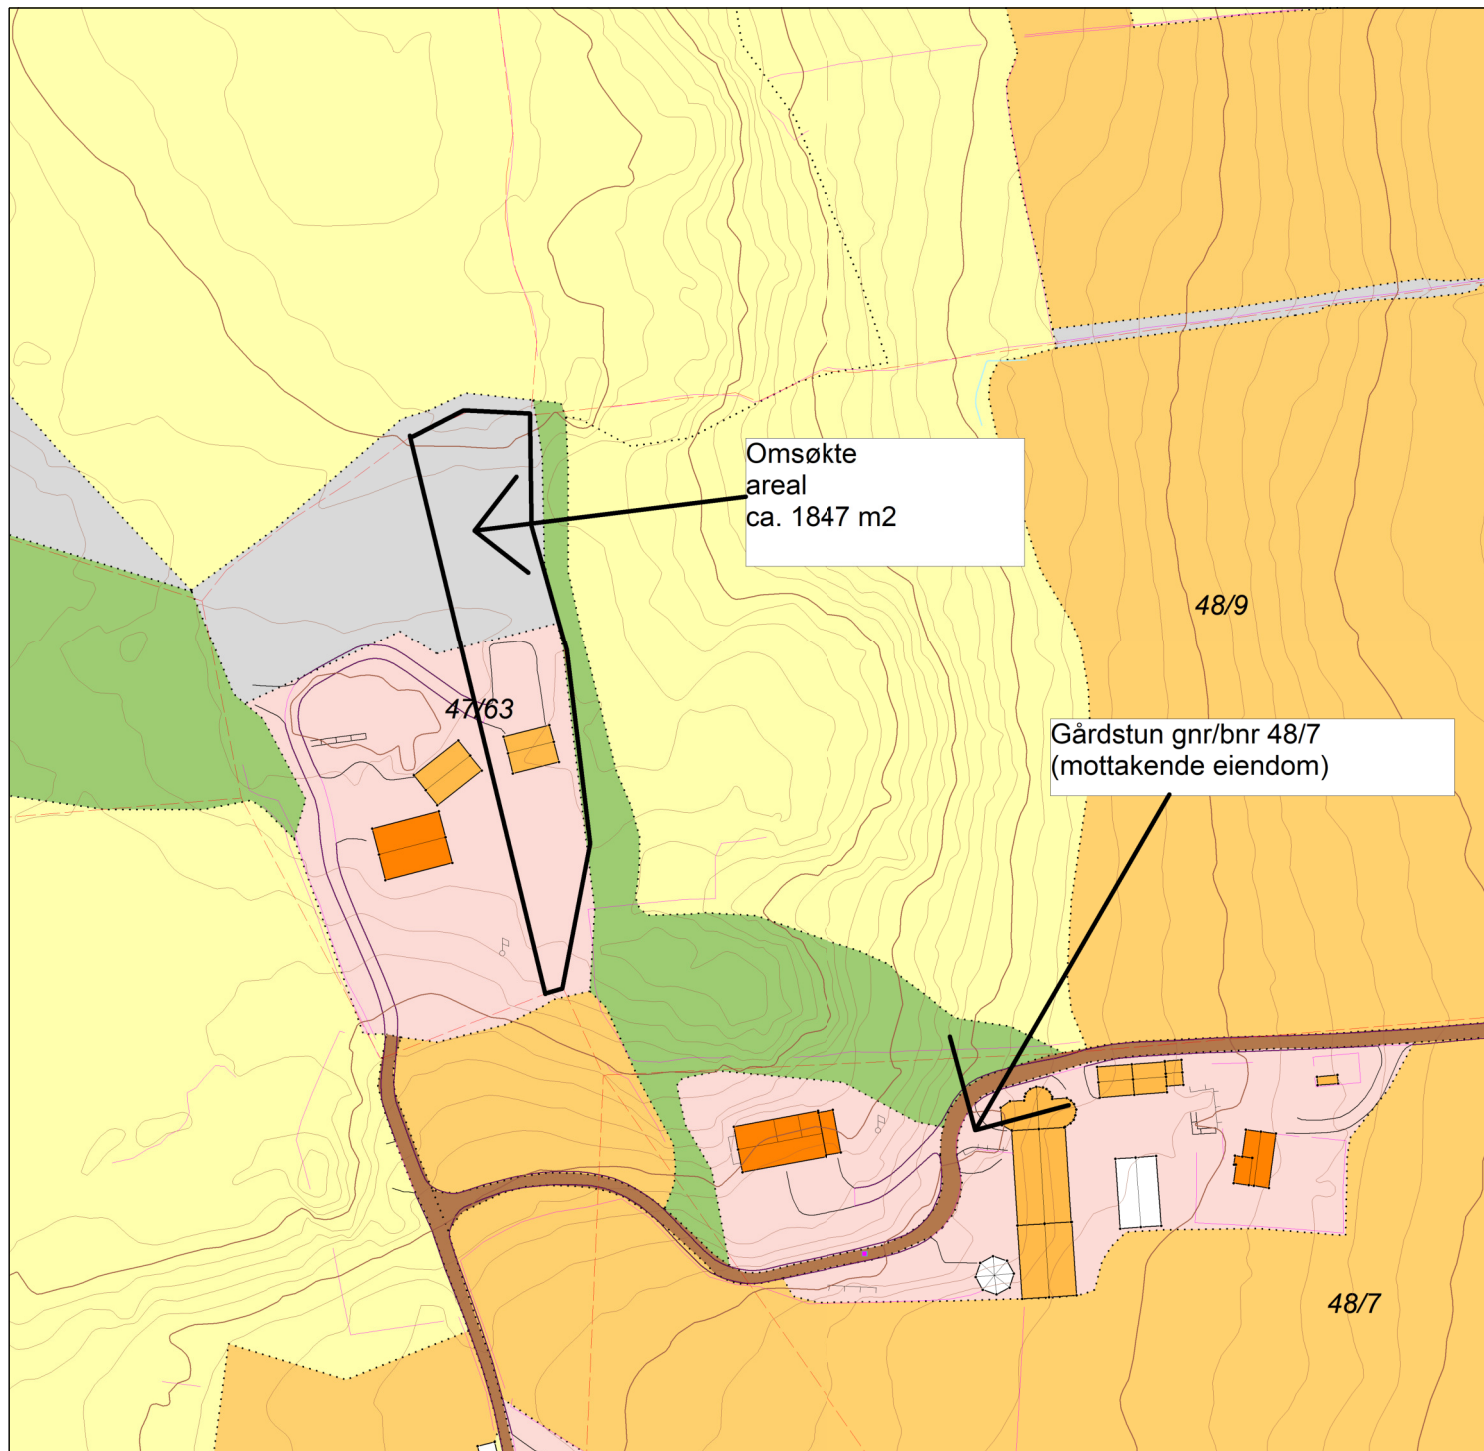 Omsøkte
areal
ca. 1847 m2
48/9
47/63
Gårdstun gnr/bnr 48/7
(mottakende eiendom)
48/7